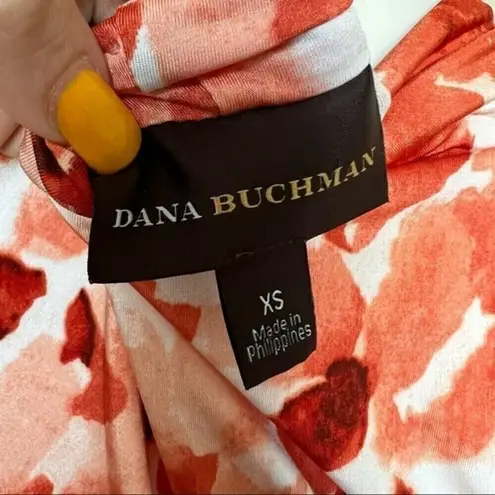 DANA BUCHMAN
XS
Made in
Philippines